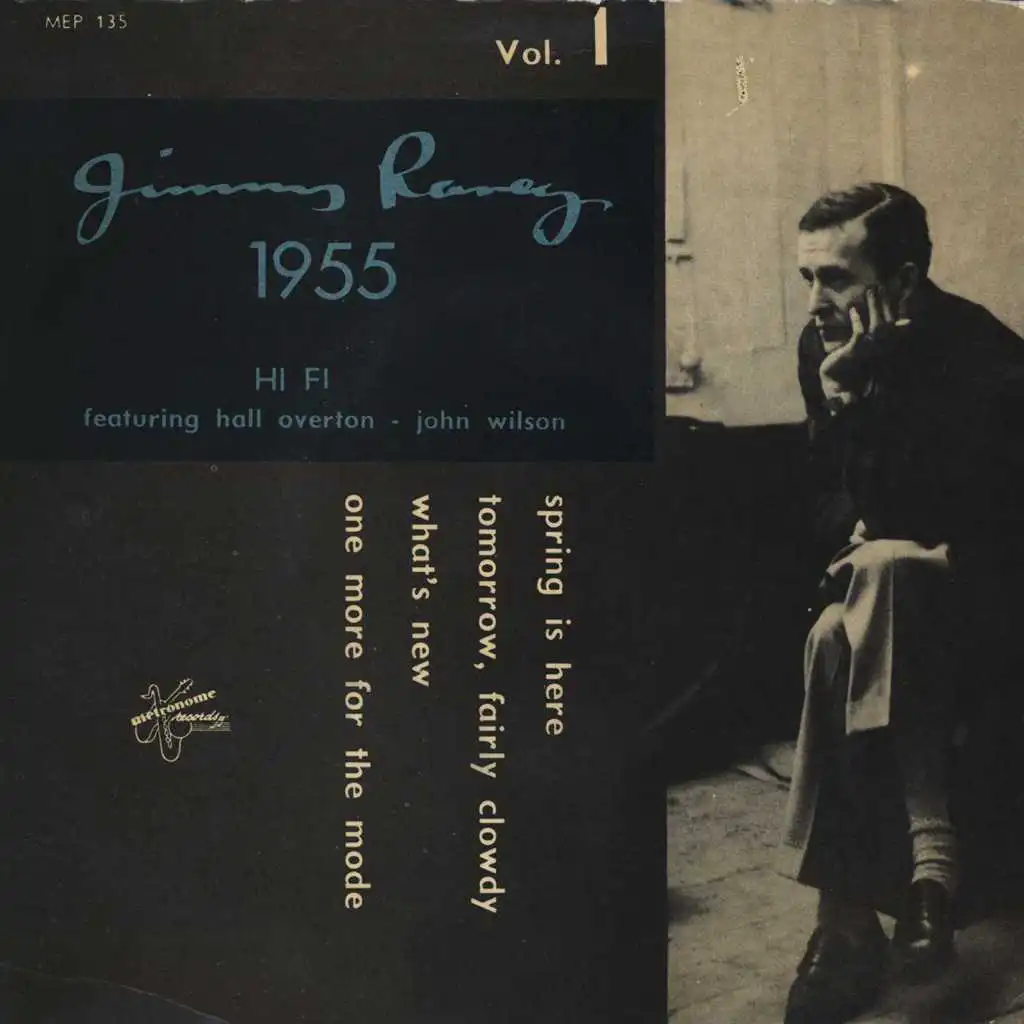 MEP 135
Vol. 1
Jimmy Raney
1955
HI FI
featuring hall overton - john wilson
spring is here
tomorrow, fairly clowdy
what's new
one more for the mode
metronome
records